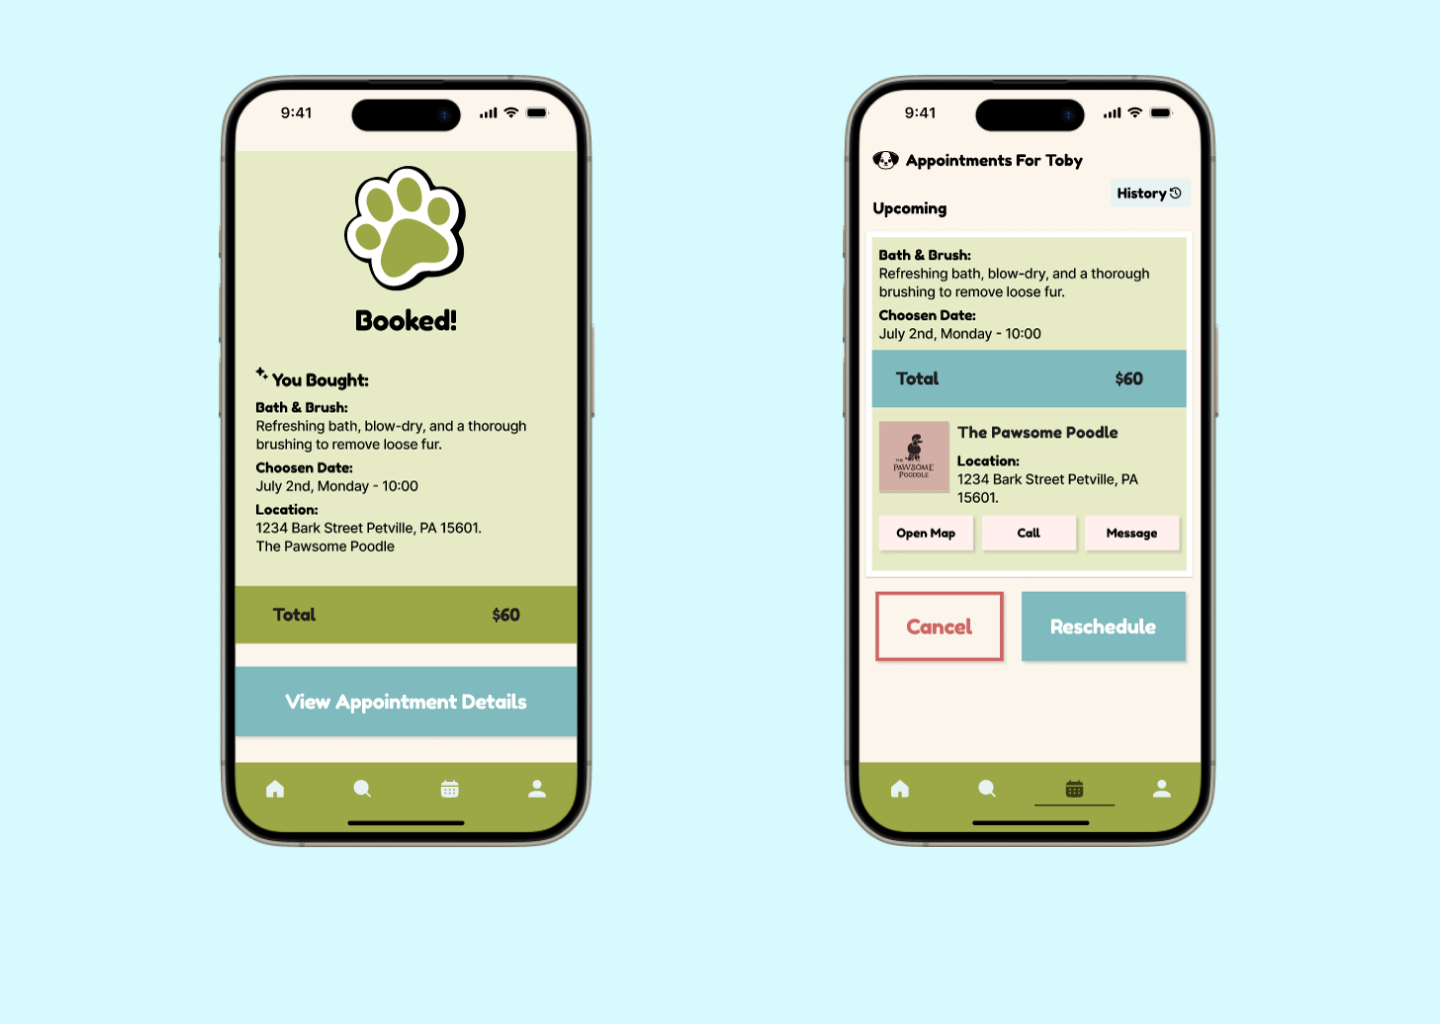 9:41
Booked!
You Bought:
Bath & Brush:
Refreshing bath, blow-dry, and a thorough
brushing to remove loose fur.
Choosen Date:
July 2nd, Monday - 10:00
Location:
1234 Bark Street Petville, PA 15601.
The Pawsome Poodle
Total $60
View Appointment Details
9:41
Appointments For Toby
History
Upcoming
Bath & Brush:
Refreshing bath, blow-dry, and a thorough
brushing to remove loose fur.
Choosen Date:
July 2nd, Monday - 10:00
Total $60
THE
PAWSOME
POODDLE
The Pawsome Poodle
Location:
1234 Bark Street Petville, PA
15601.
Open Map Call Message
Cancel Reschedule